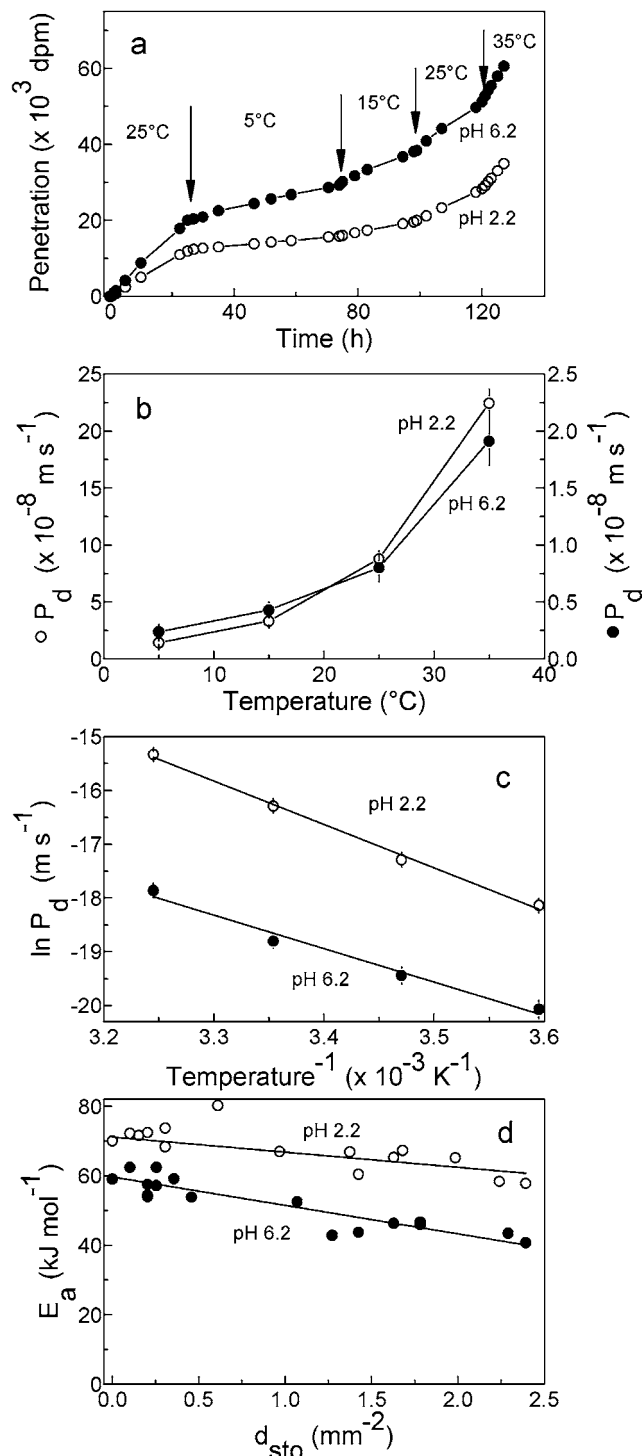 a
Penetration (x 10³ dpm)
60
40
20
0
25°C
5°C
15°C
25°C
35°C
pH 6.2
pH 2.2
0 40 80 120
Time (h)
b
○ P_d (x 10⁻⁸ m s⁻¹)
25
20
15
10
5
0
pH 2.2
pH 6.2
2.5
2.0
1.5
1.0
0.5
0.0
● P_d (x 10⁻⁸ m s⁻¹)
0 10 20 30 40
Temperature (°C)
c
ln P_d (m s⁻¹)
-15
-16
-17
-18
-19
-20
pH 2.2
pH 6.2
3.2 3.3 3.4 3.5 3.6
Temperature⁻¹ (x 10⁻³ K⁻¹)
d
E_a (kJ mol⁻¹)
80
60
40
20
0
pH 2.2
pH 6.2
0.0 0.5 1.0 1.5 2.0 2.5
d_sto (mm⁻²)